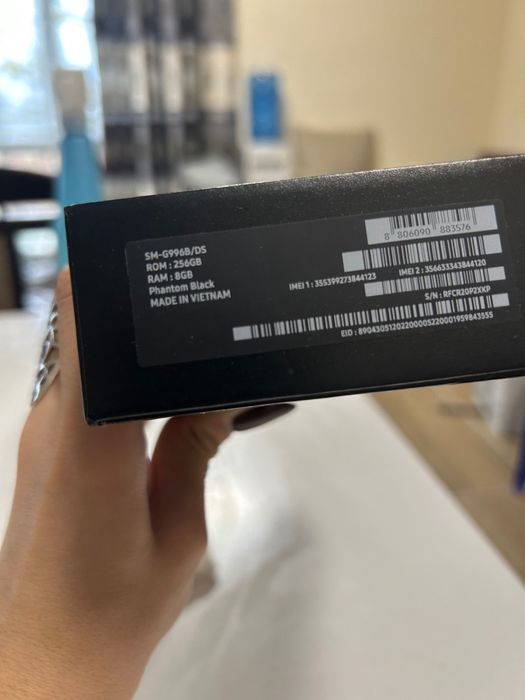 SM-G996B/DS
ROM : 256GB
RAM : 8GB
Phantom Black
MADE IN VIETNAM
8 806090 883576
IMEI 1 : 355399273844123
IMEI 2 : 356633343844120
S/N : RFCR20P2XKP
EID : 89043051202200005220001959843555